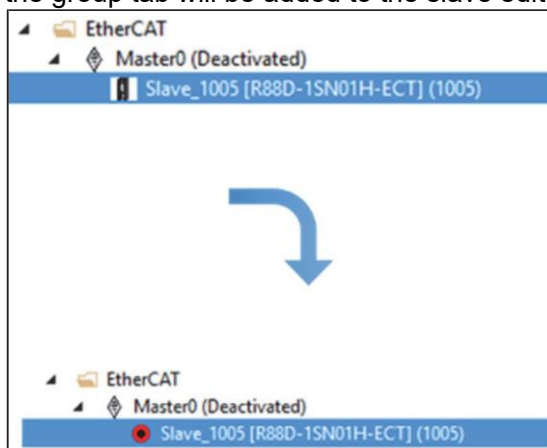 the group tab will be added to the slave edit
EtherCAT
Master0 (Deactivated)
Slave_1005 [R88D-1SN01H-ECT] (1005)
EtherCAT
Master0 (Deactivated)
Slave_1005 [R88D-1SN01H-ECT] (1005)